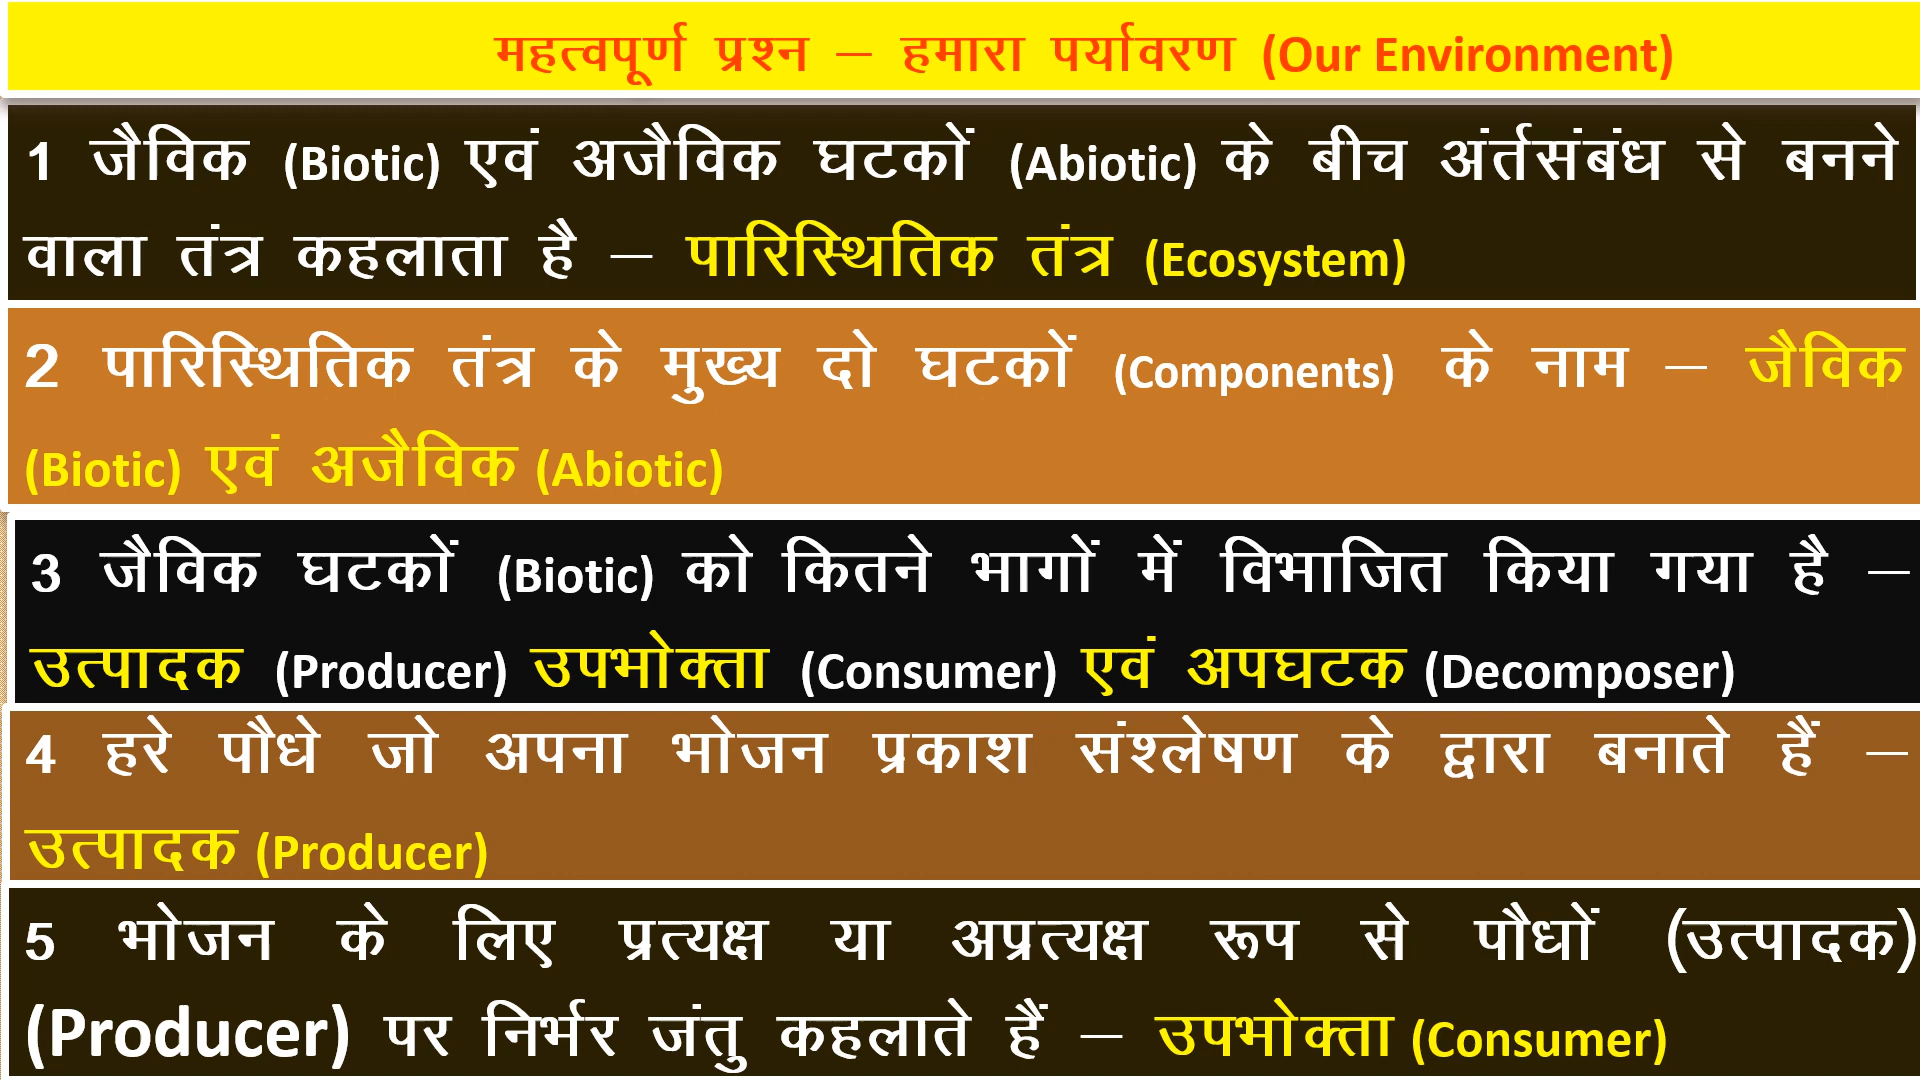 महत्वपूर्ण प्रश्न – हमारा पर्यावरण (Our Environment)
1 जैविक (Biotic) एवं अजैविक घटकों (Abiotic) के बीच अंर्तसंबंध से बनने
वाला तंत्र कहलाता है – पारिस्थितिक तंत्र (Ecosystem)
2 पारिस्थितिक तंत्र के मुख्य दो घटकों (Components) के नाम – जैविक
(Biotic) एवं अजैविक (Abiotic)
3 जैविक घटकों (Biotic) को कितने भागों में विभाजित किया गया है –
उत्पादक (Producer) उपभोक्ता (Consumer) एवं अपघटक (Decomposer)
4 हरे पौधे जो अपना भोजन प्रकाश संश्लेषण के द्वारा बनाते हैं –
उत्पादक (Producer)
5 भोजन के लिए प्रत्यक्ष या अप्रत्यक्ष रूप से पौधों (उत्पादक)
(Producer) पर निर्भर जंतु कहलाते हैं – उपभोक्ता (Consumer)